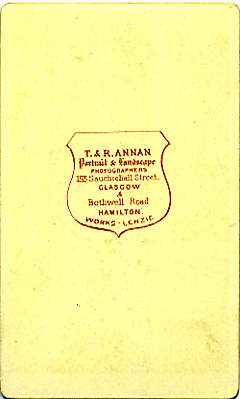 T. & R. ANNAN
Portrait & Landscape
PHOTOGRAPHERS
153 Sauchiehall Street.
GLASGOW
&
Bothwell Road
HAMILTON.
WORKS - LENZIE